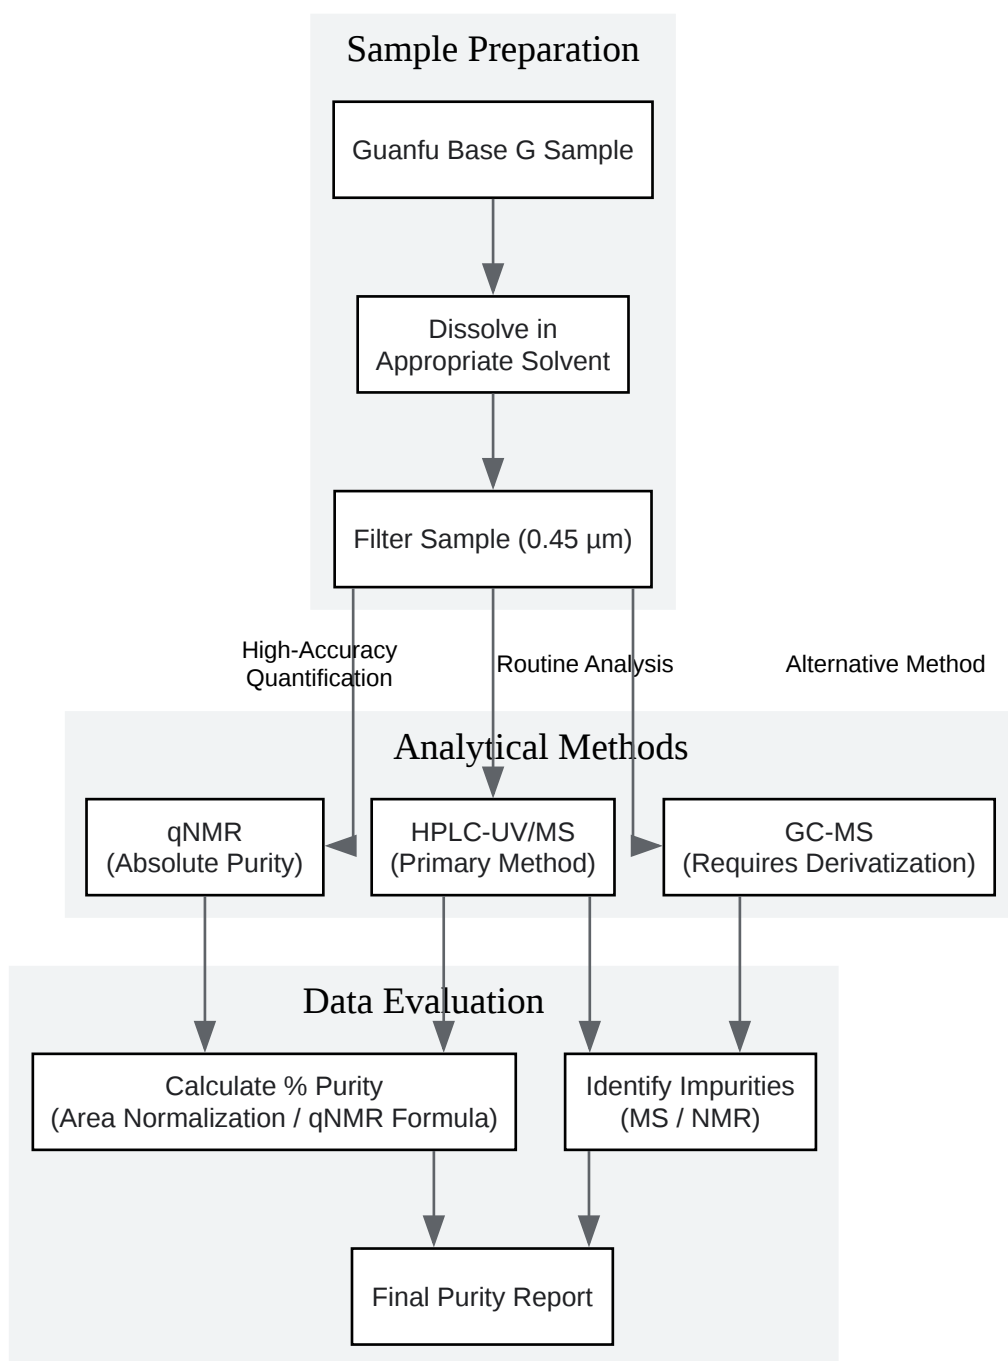 Sample Preparation
Guanfu Base G Sample
Dissolve in
Appropriate Solvent
Filter Sample (0.45 µm)
High-Accuracy
Quantification
Routine Analysis
Alternative Method
Analytical Methods
qNMR
(Absolute Purity)
HPLC-UV/MS
(Primary Method)
GC-MS
(Requires Derivatization)
Data Evaluation
Calculate % Purity
(Area Normalization / qNMR Formula)
Identify Impurities
(MS / NMR)
Final Purity Report